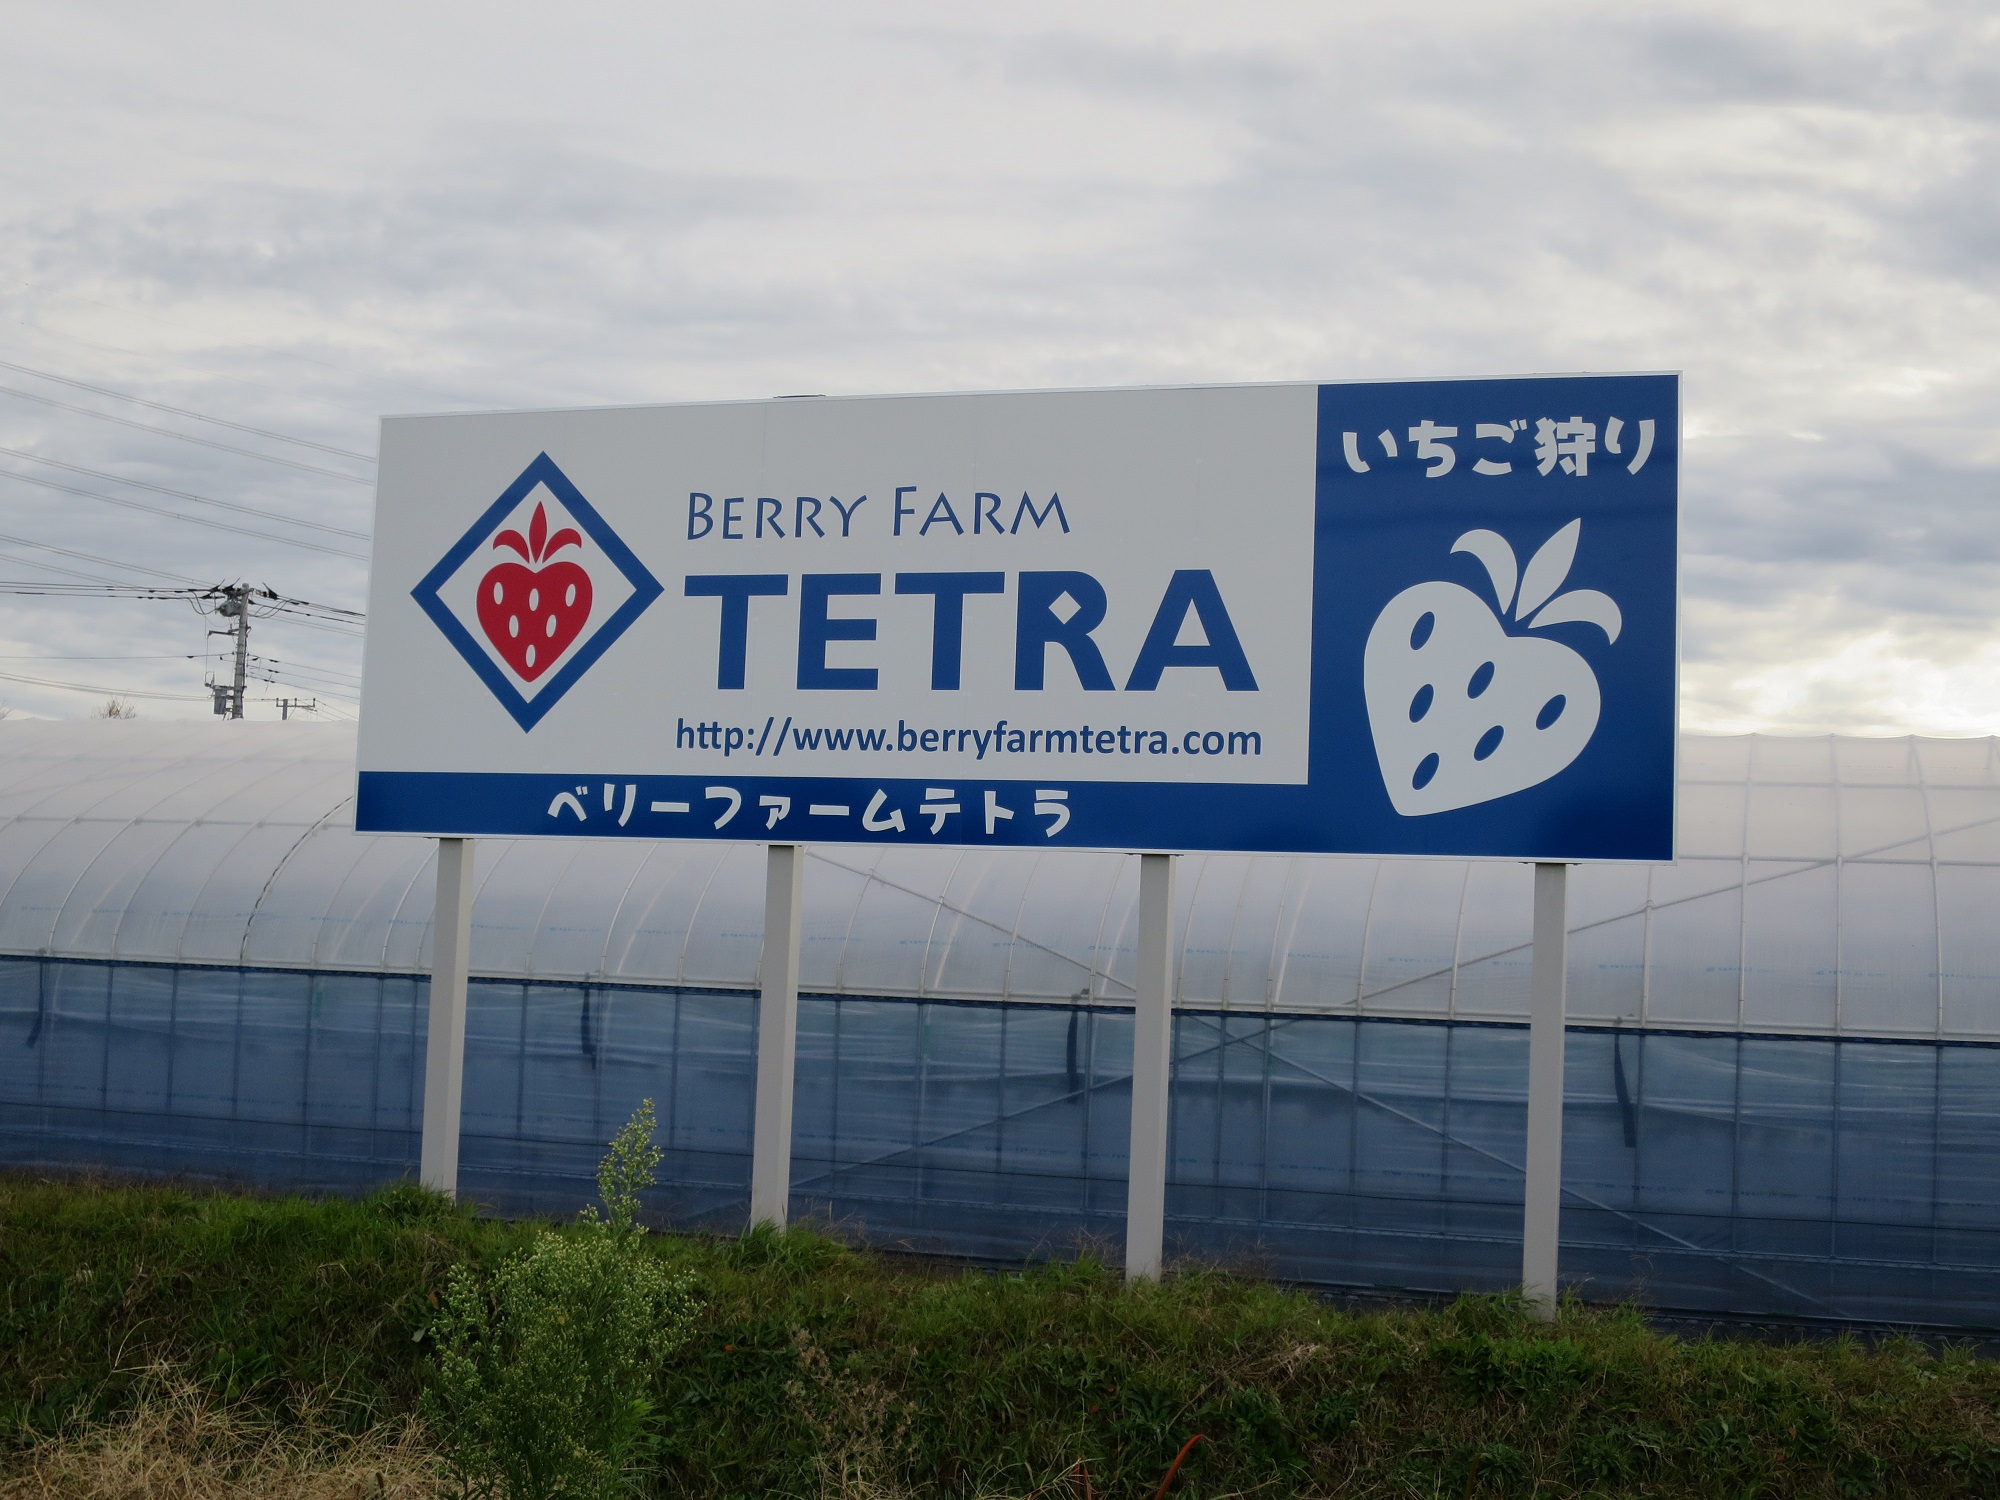 いちご狩り
BERRY FARM
TETRA
http://www.berryfarmtetra.com
ベリーファームテトラ